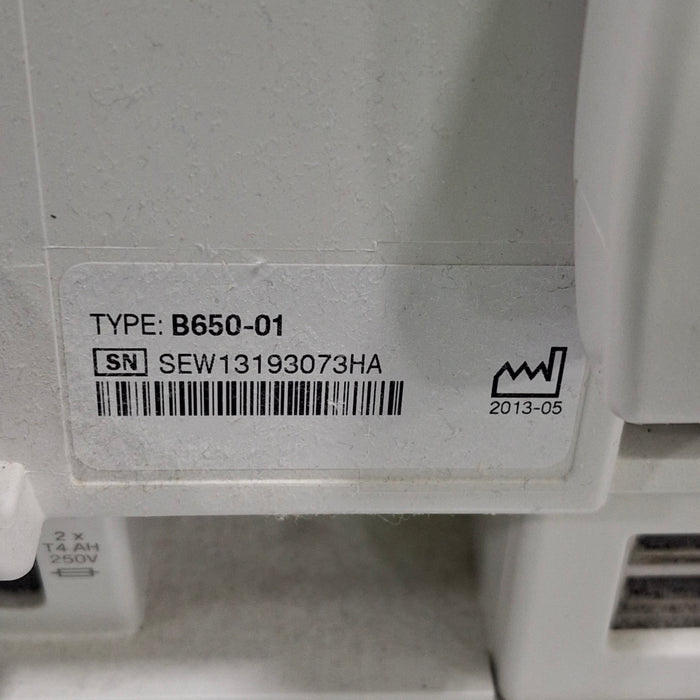 TYPE: B650-01
SN SEW13193073HA
2013-05
2 x
T4 AH
250V